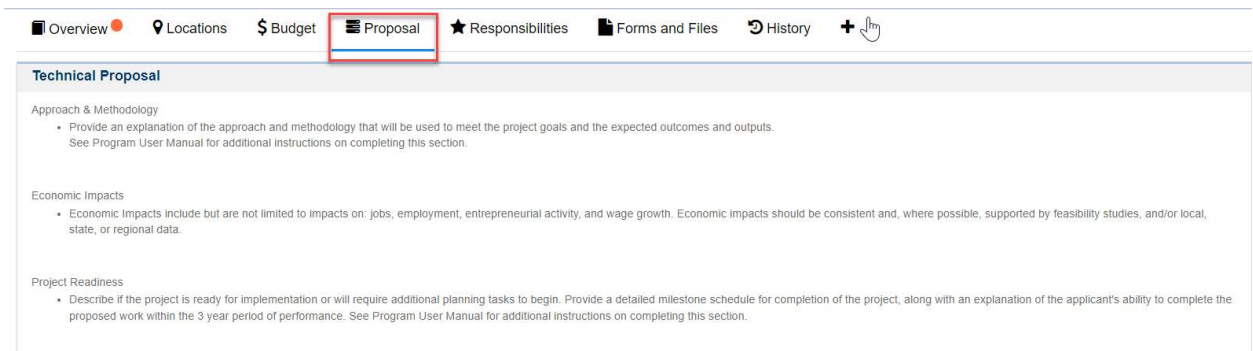 Overview Locations $ Budget Proposal Responsibilities Forms and Files History +
Technical Proposal
Approach & Methodology
• Provide an explanation of the approach and methodology that will be used to meet the project goals and the expected outcomes and outputs.
See Program User Manual for additional instructions on completing this section.
Economic Impacts
• Economic Impacts include but are not limited to impacts on: jobs, employment, entrepreneurial activity, and wage growth. Economic impacts should be consistent and, where possible, supported by feasibility studies, and/or local,
state, or regional data.
Project Readiness
• Describe if the project is ready for implementation or will require additional planning tasks to begin. Provide a detailed milestone schedule for completion of the project, along with an explanation of the applicant's ability to complete the
proposed work within the 3 year period of performance. See Program User Manual for additional instructions on completing this section.